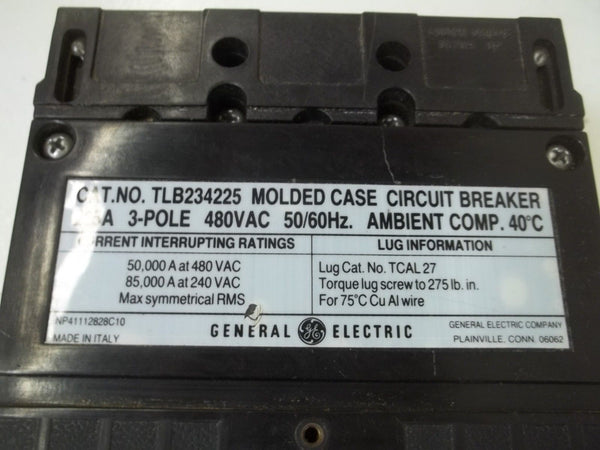 CAT.NO. TLB234225 MOLDED CASE CIRCUIT BREAKER
225A 3-POLE 480VAC 50/60Hz. AMBIENT COMP. 40°C
CURRENT INTERRUPTING RATINGS
50,000 A at 480 VAC
85,000 A at 240 VAC
Max symmetrical RMS
LUG INFORMATION
Lug Cat. No. TCAL 27
Torque lug screw to 275 lb. in.
For 75°C Cu Al wire
NP41112828C10
MADE IN ITALY
GENERAL GE ELECTRIC
GENERAL ELECTRIC COMPANY
PLAINVILLE, CONN. 06062